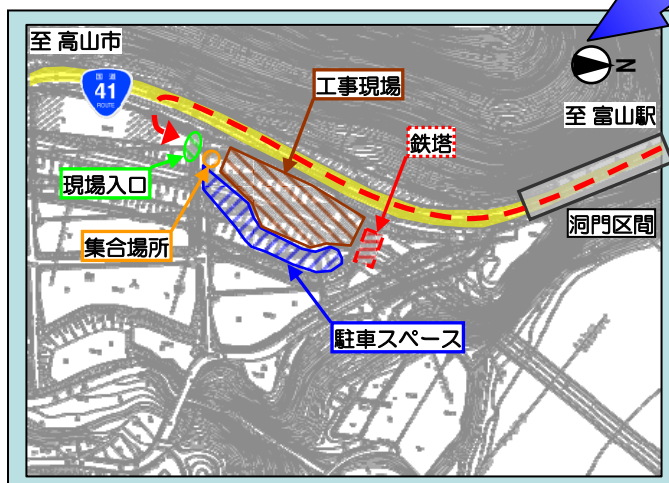 至 高山市
国道
41
ROUTE
工事現場
N
至 富山駅
鉄塔
現場入口
洞門区間
集合場所
駐車スペース